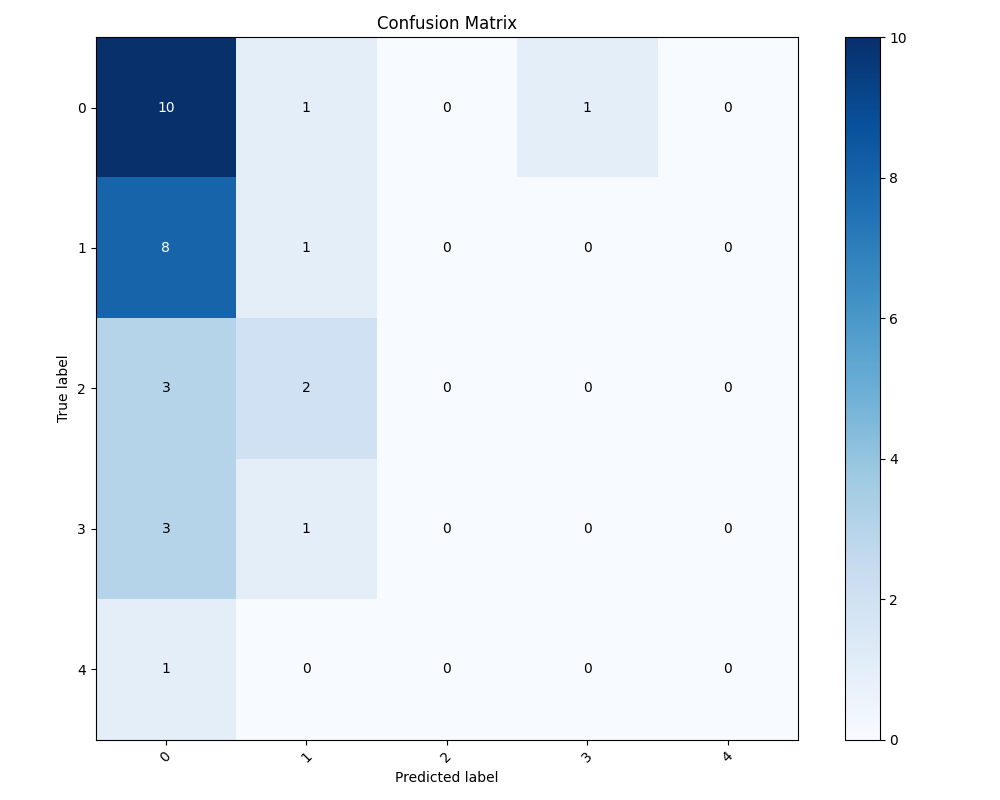 Confusion Matrix
0 10 1 0 1 0
1 8 1 0 0 0
2 3 2 0 0 0
3 3 1 0 0 0
4 1 0 0 0 0
0 1 2 3 4
True label
Predicted label
10
8
6
4
2
0